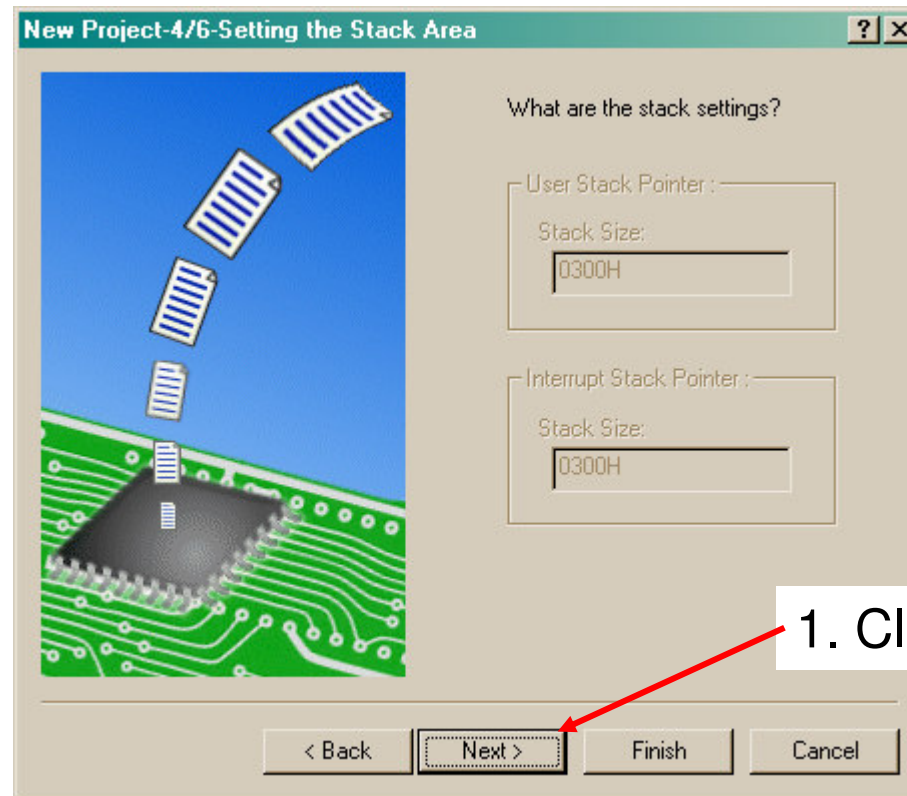 New Project-4/6-Setting the Stack Area
What are the stack settings?
User Stack Pointer :
Stack Size:
0300H
Interrupt Stack Pointer :
Stack Size:
0300H
1. Cl
< Back Next > Finish Cancel